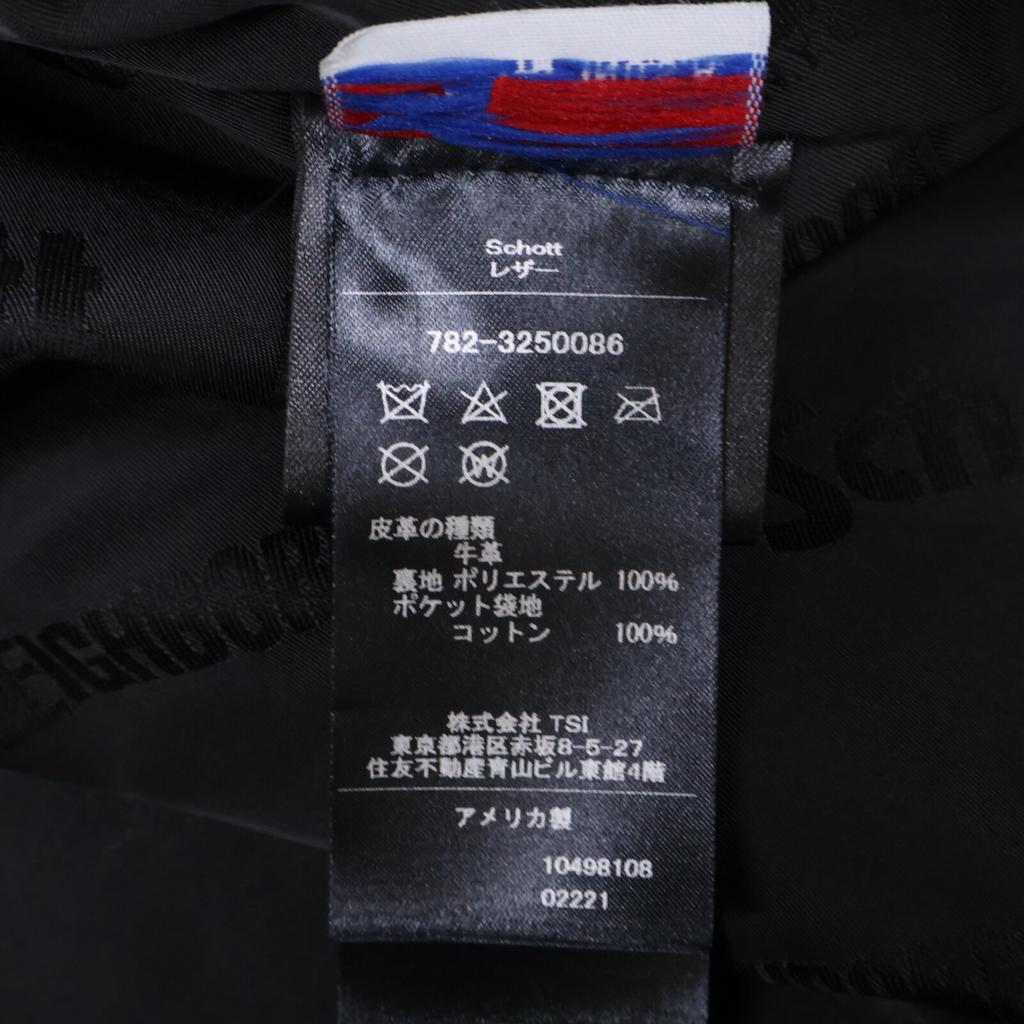 Schott
レザー
782-3250086
皮革の種類
牛革
裏地 ポリエステル 100%
ポケット袋地
コットン 100%
株式会社 TSI
東京都港区赤坂8-5-27
住友不動産青山ビル東館4階
アメリカ製
10498108
02221